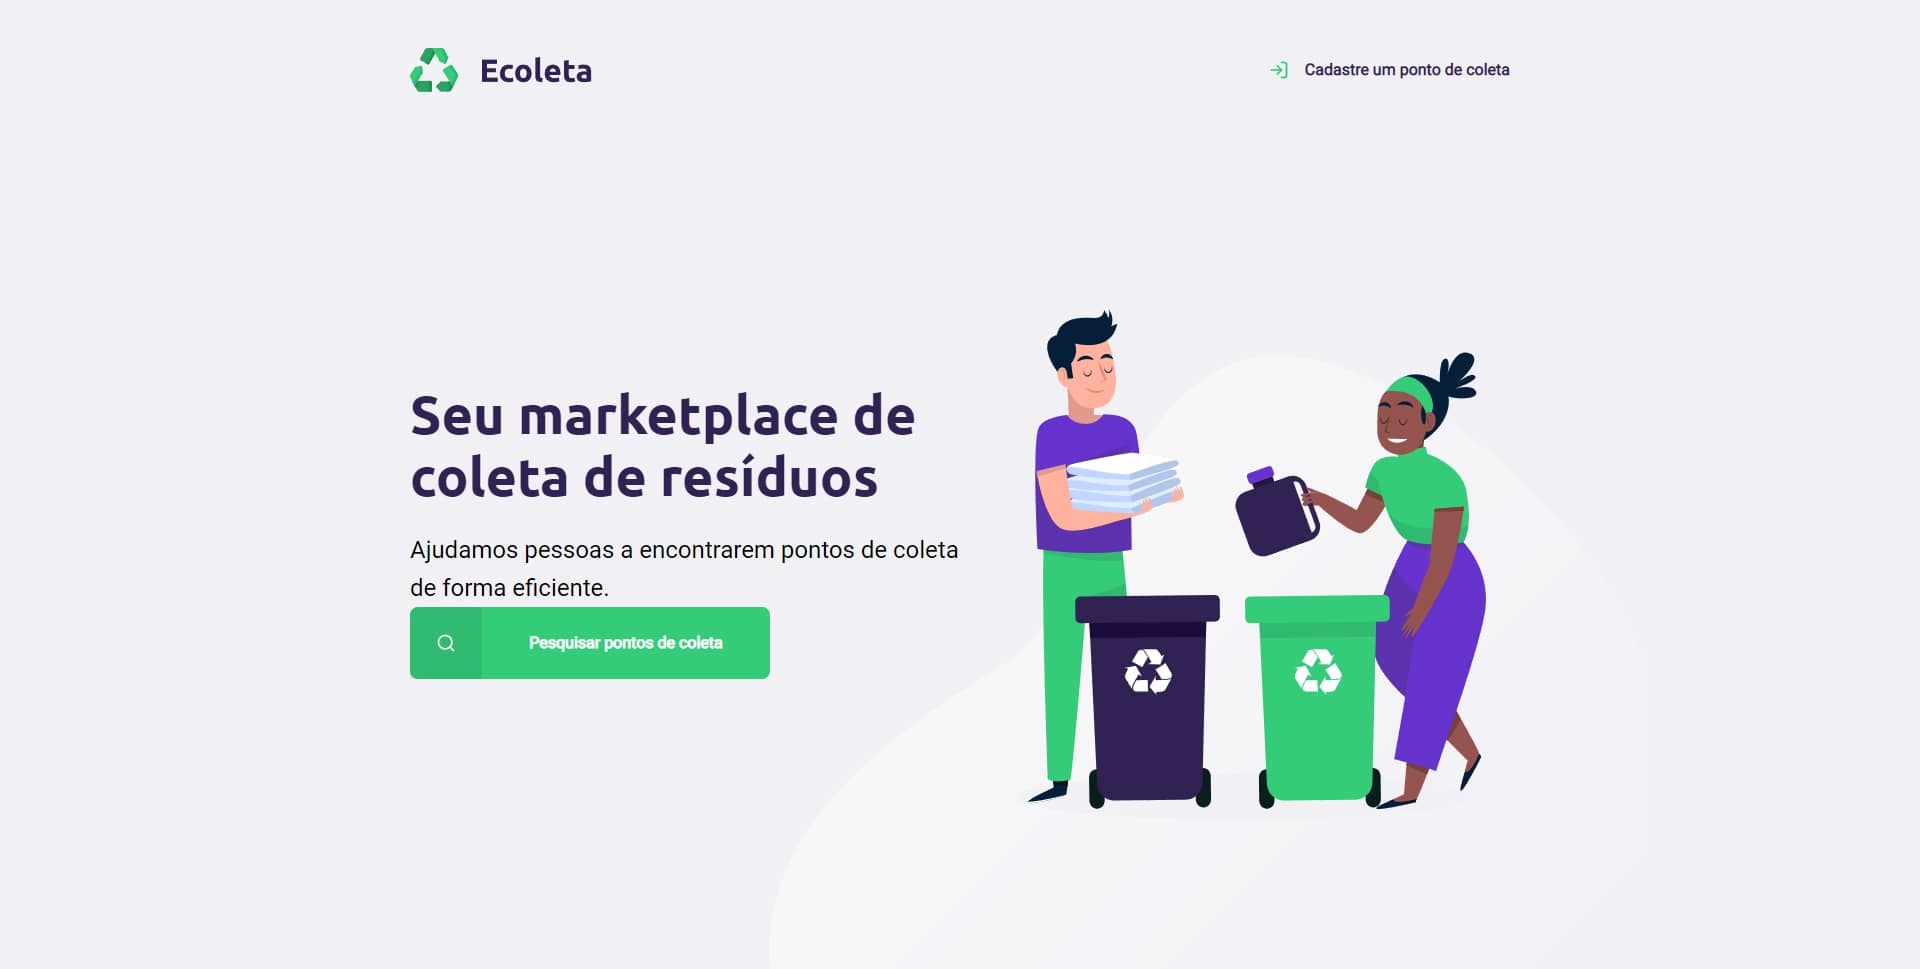 Ecoleta
Cadastre um ponto de coleta
Seu marketplace de
coleta de resíduos
Ajudamos pessoas a encontrarem pontos de coleta
de forma eficiente.
Pesquisar pontos de coleta